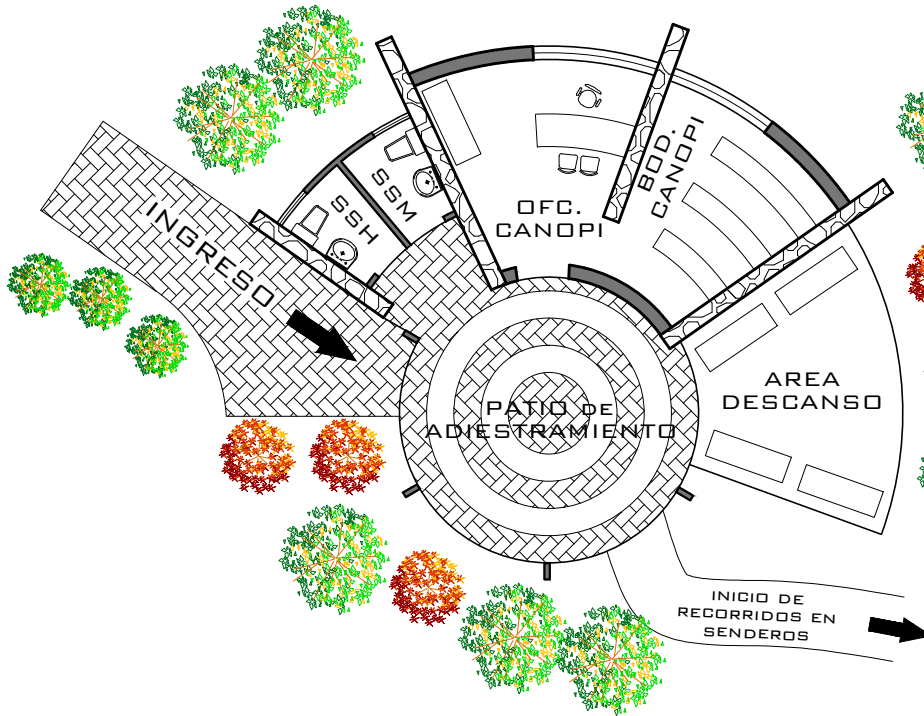 INGRESO
SSH
SSM
OFC.
CANOPI
BOD.
CANOPI
AREA
DESCANSO
PATIO de
ADIESTRAMIENTO
INICIO DE
RECORRIDOS EN
SENDEROS